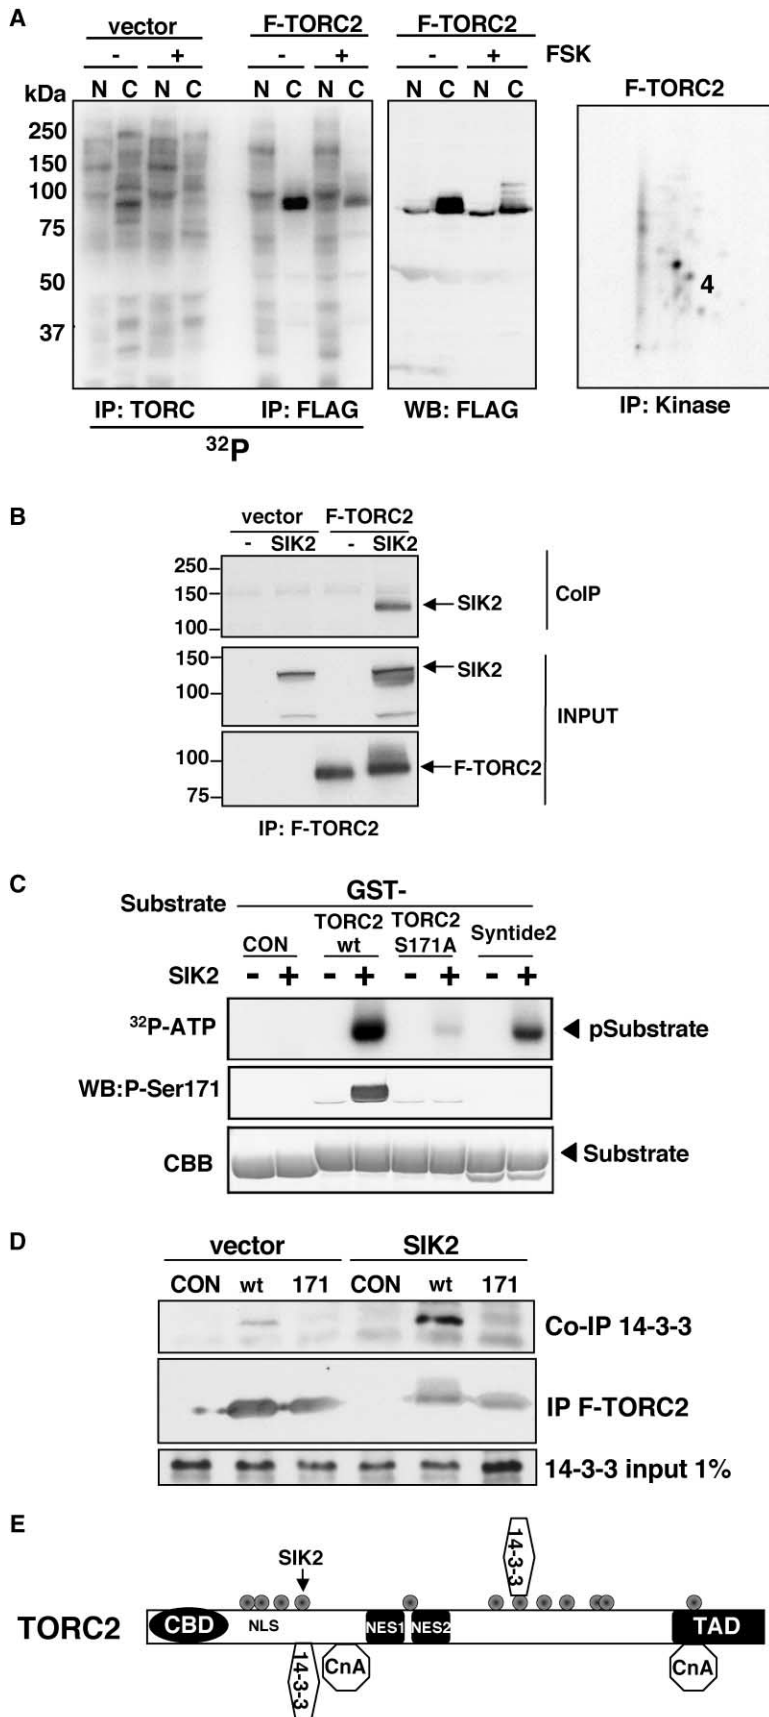 A
vector F-TORC2 F-TORC2
- + - + - + FSK
kDa N C N C N C N C N C N C F-TORC2
250
150
100
75
50
37
4
IP: TORC IP: FLAG WB: FLAG IP: Kinase
32P
B
vector F-TORC2
- SIK2 - SIK2
250
150
100
SIK2
CoIP
150
100
SIK2
INPUT
100
75
F-TORC2
IP: F-TORC2
C
GST-
Substrate
CON TORC2 wt TORC2 S171A Syntide2
SIK2 - + - + - + - +
32P-ATP pSubstrate
WB:P-Ser171
CBB Substrate
D
vector SIK2
CON wt 171 CON wt 171
Co-IP 14-3-3
IP F-TORC2
14-3-3 input 1%
E
SIK2 14-3-3
TORC2 CBD NLS NES1 NES2 TAD
14-3-3 CnA CnA